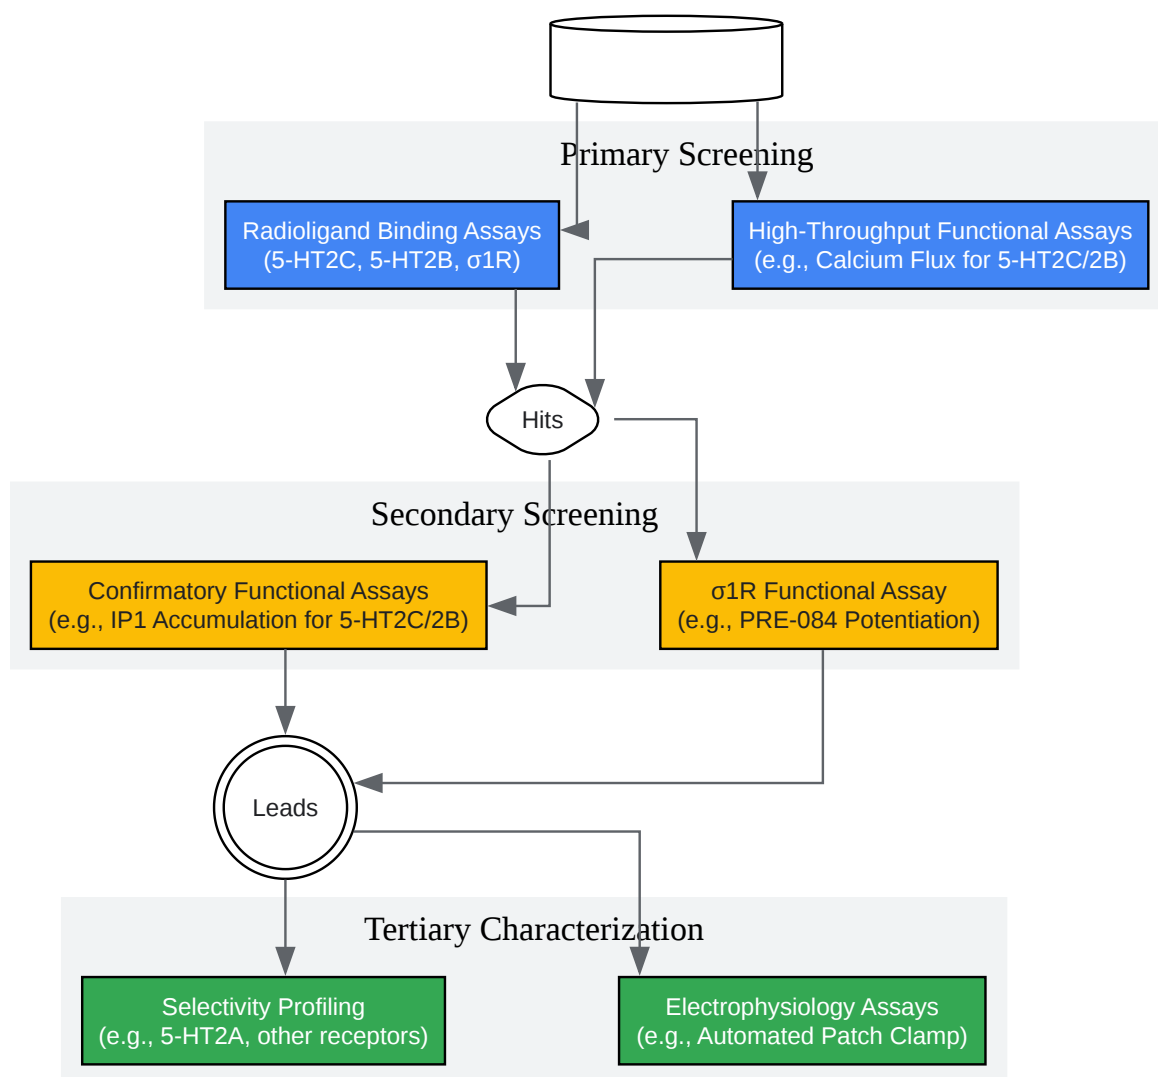 Primary Screening
Radioligand Binding Assays
(5-HT2C, 5-HT2B, σ1R)
High-Throughput Functional Assays
(e.g., Calcium Flux for 5-HT2C/2B)
Hits
Secondary Screening
Confirmatory Functional Assays
(e.g., IP1 Accumulation for 5-HT2C/2B)
σ1R Functional Assay
(e.g., PRE-084 Potentiation)
Leads
Tertiary Characterization
Selectivity Profiling
(e.g., 5-HT2A, other receptors)
Electrophysiology Assays
(e.g., Automated Patch Clamp)